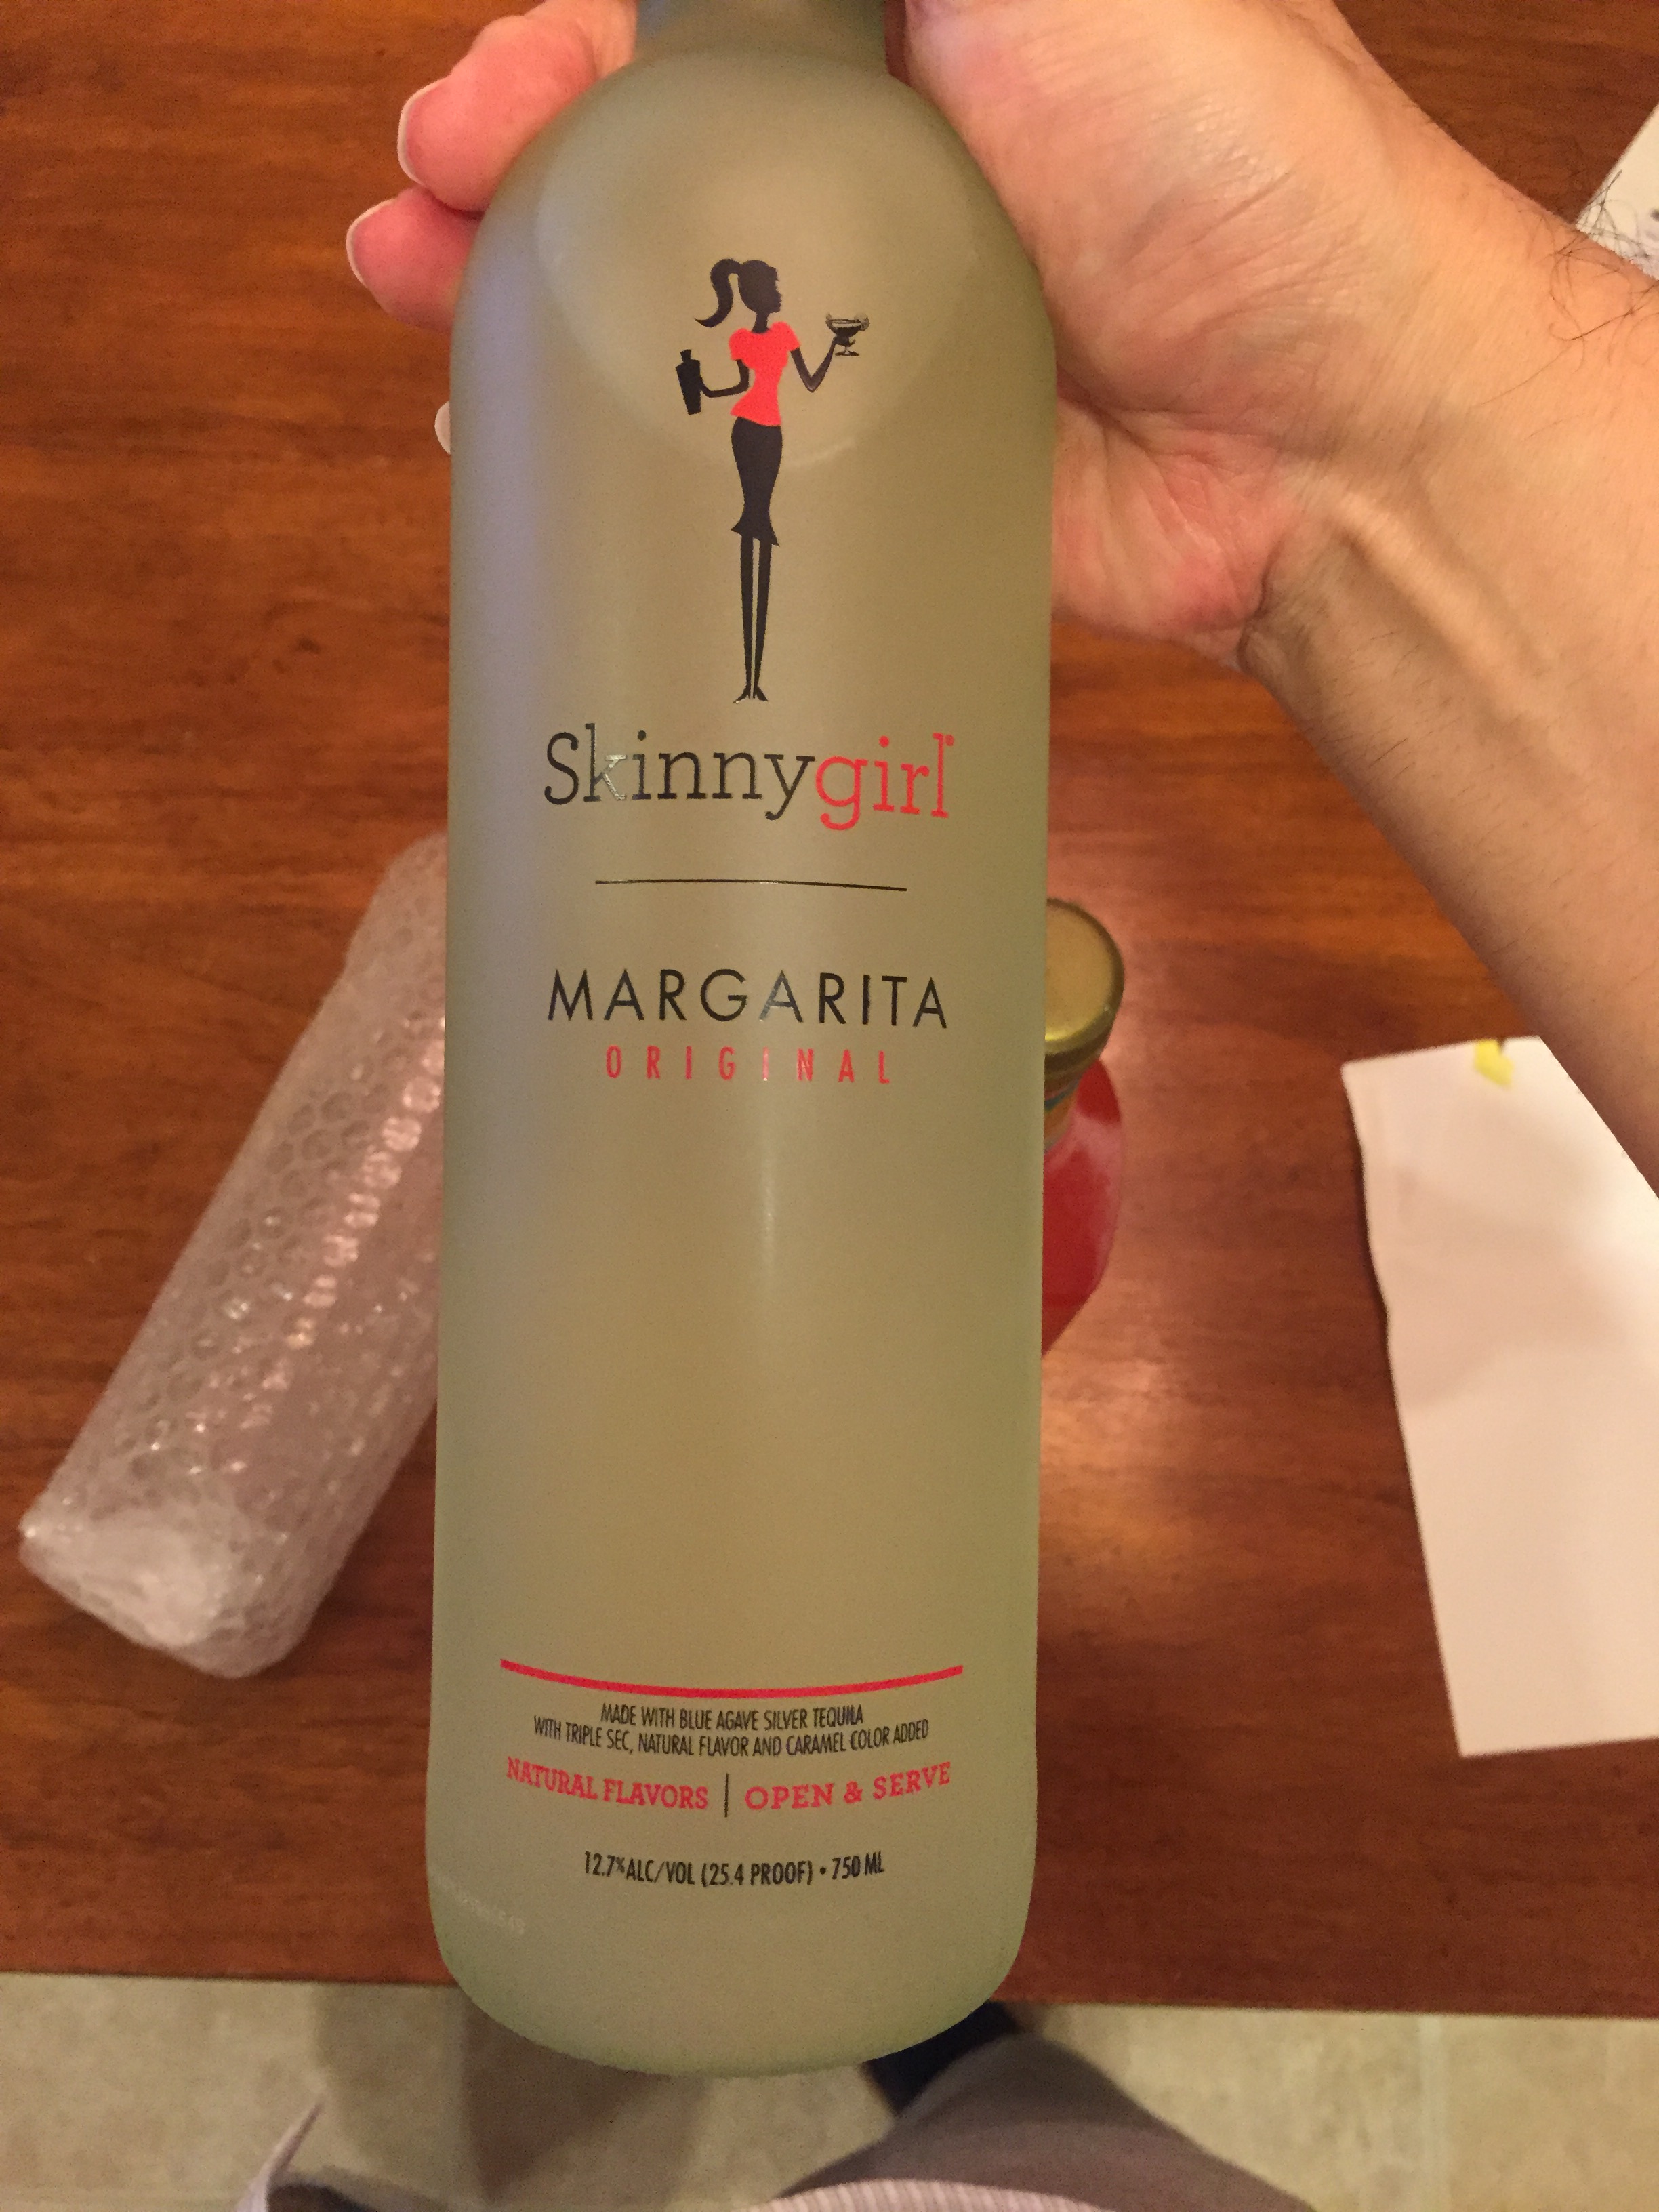 Skinnygirl
MARGARITA
ORIGINAL
MADE WITH BLUE AGAVE SILVER TEQUILA
WITH TRIPLE SEC, NATURAL FLAVOR AND CARAMEL COLOR ADDED
NATURAL FLAVORS | OPEN & SERVE
12.7% ALC/VOL (25.4 PROOF) • 750 ML